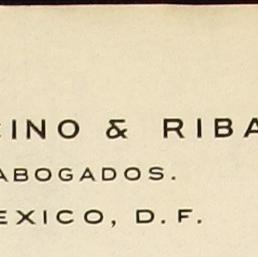 CINO & RIBA
ABOGADOS.
EXICO, D. F.